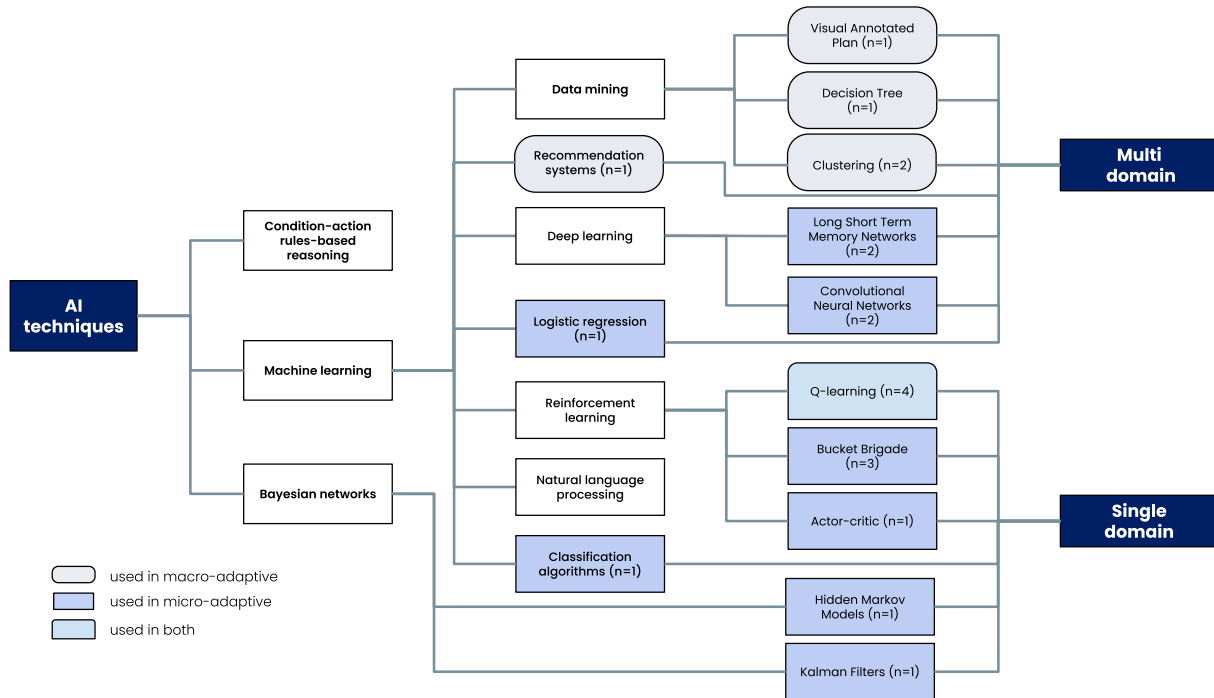 AI
techniques
Condition-action
rules-based
reasoning
Machine learning
Bayesian networks
Data mining
Recommendation
systems (n=1)
Deep learning
Logistic regression
(n=1)
Reinforcement
learning
Natural language
processing
Classification
algorithms (n=1)
Visual Annotated
Plan (n=1)
Decision Tree
(n=1)
Clustering (n=2)
Long Short Term
Memory Networks
(n=2)
Convolutional
Neural Networks
(n=2)
Q-learning (n=4)
Bucket Brigade
(n=3)
Actor-critic (n=1)
Hidden Markov
Models (n=1)
Kalman Filters (n=1)
Multi
domain
Single
domain
used in macro-adaptive
used in micro-adaptive
used in both